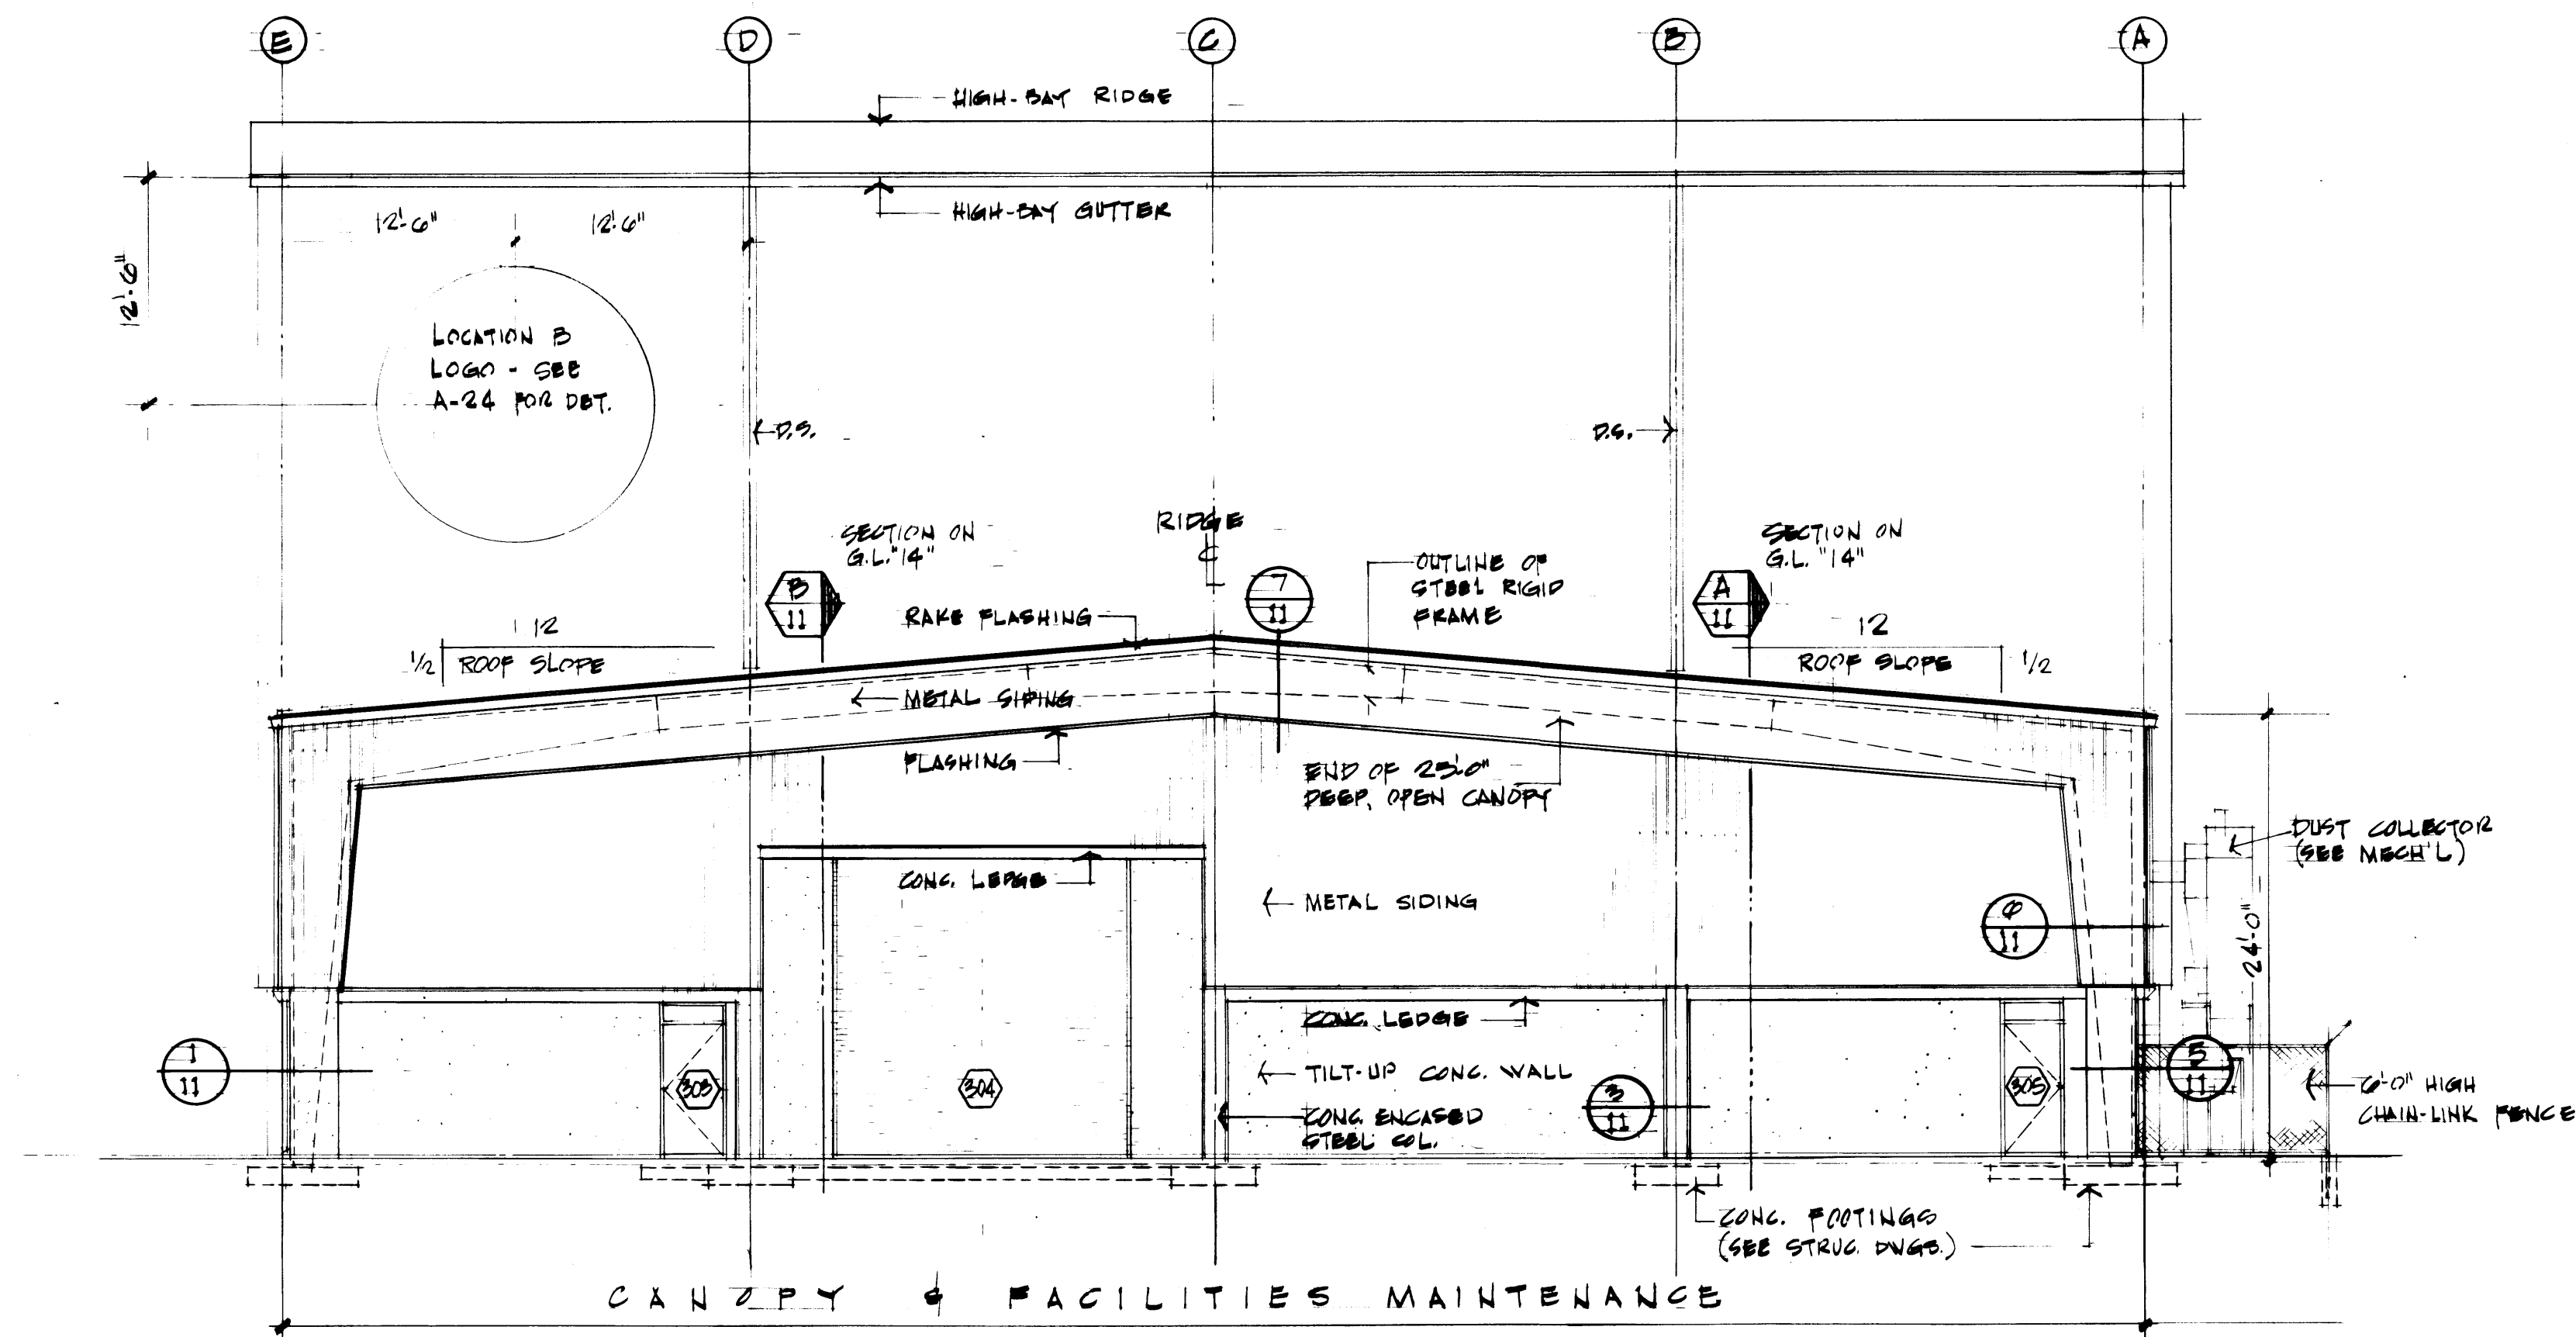 E
D
C
B
A
HIGH-BAY RIDGE
HIGH-BAY GUTTER
12'-6"
12'-6"
12'-6"
LOCATION B
LOGO - SEE
A-24 FOR DET.
D.S.
D.S.
SECTION ON
G.L. "14"
B
11
RIDGE
7
11
OUTLINE OF
STEEL RIGID
FRAME
SECTION ON
G.L. "14"
A
11
RAKE FLASHING
12
1/2 ROOF SLOPE
12
ROOF SLOPE 1/2
METAL SIDING
FLASHING
END OF 25'-0"
DEEP, OPEN CANOPY
DUST COLLECTOR
(SEE MECH'L)
CONC. LEDGE
METAL SIDING
6
11
24'-0"
CONC. LEDGE
TILT-UP CONC. WALL
CONC. ENCASED
STEEL COL.
1
11
303
304
3
11
305
5
11
6'-0" HIGH
CHAIN-LINK FENCE
CONC. FOOTINGS
(SEE STRUC. DWGS.)
CANOPY & FACILITIES MAINTENANCE